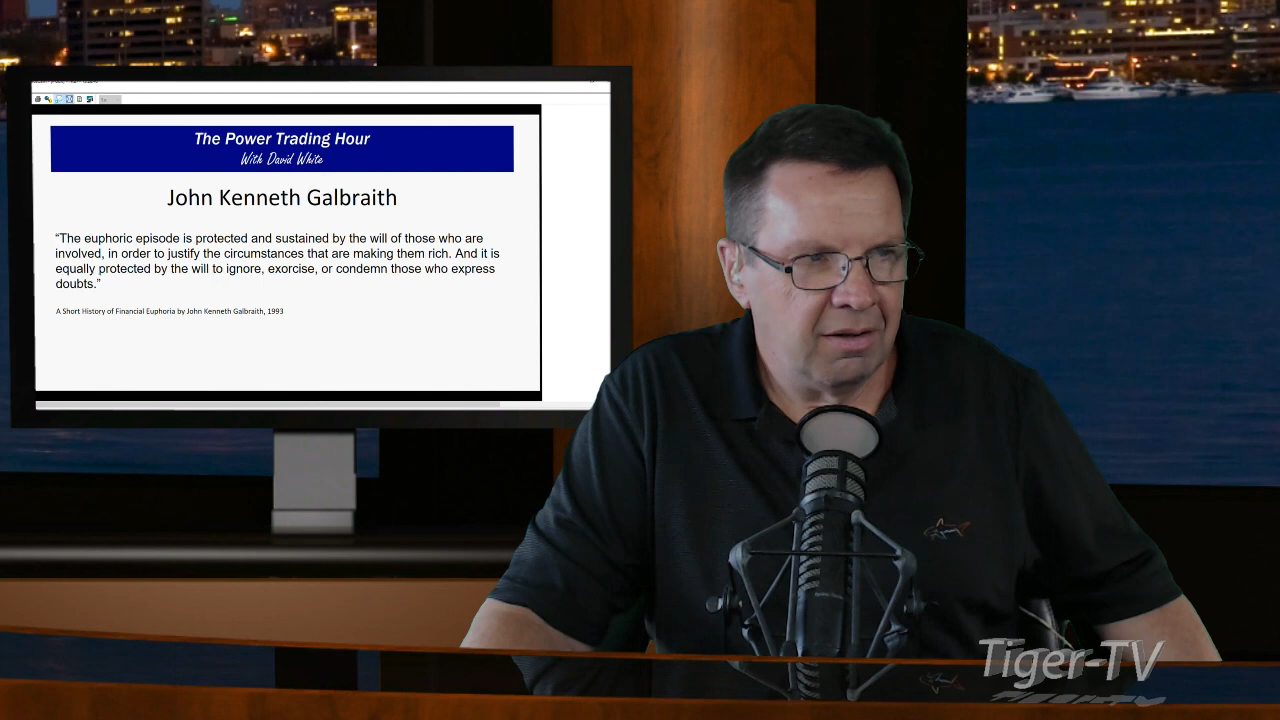 The Power Trading Hour
With David White
John Kenneth Galbraith
“The euphoric episode is protected and sustained by the will of those who are
involved, in order to justify the circumstances that are making them rich. And it is
equally protected by the will to ignore, exorcise, or condemn those who express
doubts.”
A Short History of Financial Euphoria by John Kenneth Galbraith, 1993
Tiger-TV